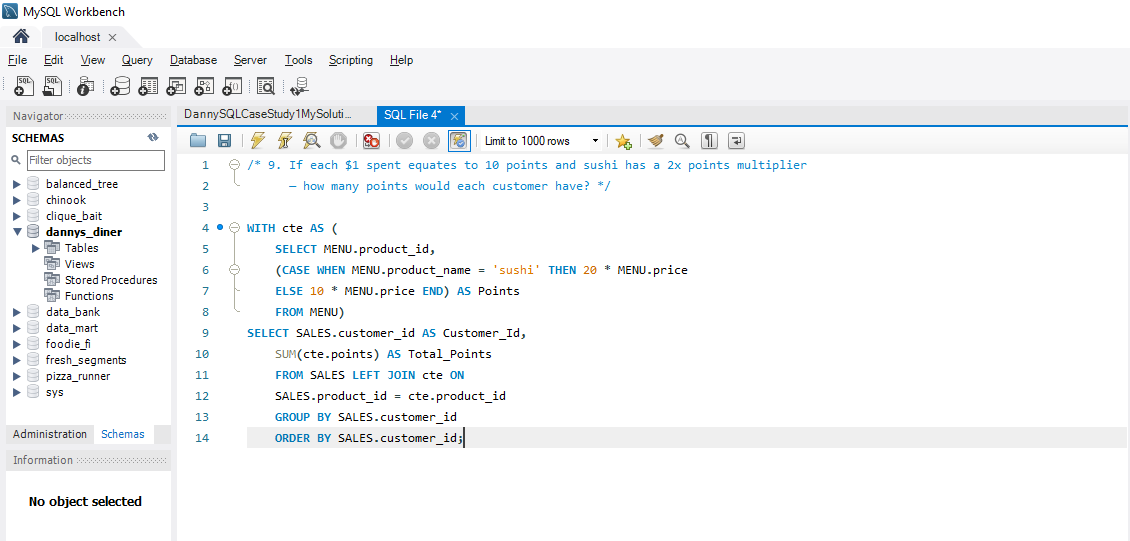 MySQL Workbench
localhost
File Edit View Query Database Server Tools Scripting Help
Navigator
SCHEMAS
Filter objects
balanced_tree
chinook
clique_bait
dannys_diner
Tables
Views
Stored Procedures
Functions
data_bank
data_mart
foodie_fi
fresh_segments
pizza_runner
sys
Administration Schemas
Information
No object selected
DannySQLCaseStudy1MySoluti... SQL File 4*
Limit to 1000 rows
1 /* 9. If each $1 spent equates to 10 points and sushi has a 2x points multiplier
2 – how many points would each customer have? */
3
4 WITH cte AS (
5 SELECT MENU.product_id,
6 (CASE WHEN MENU.product_name = 'sushi' THEN 20 * MENU.price
7 ELSE 10 * MENU.price END) AS Points
8 FROM MENU)
9 SELECT SALES.customer_id AS Customer_Id,
10 SUM(cte.points) AS Total_Points
11 FROM SALES LEFT JOIN cte ON
12 SALES.product_id = cte.product_id
13 GROUP BY SALES.customer_id
14 ORDER BY SALES.customer_id;